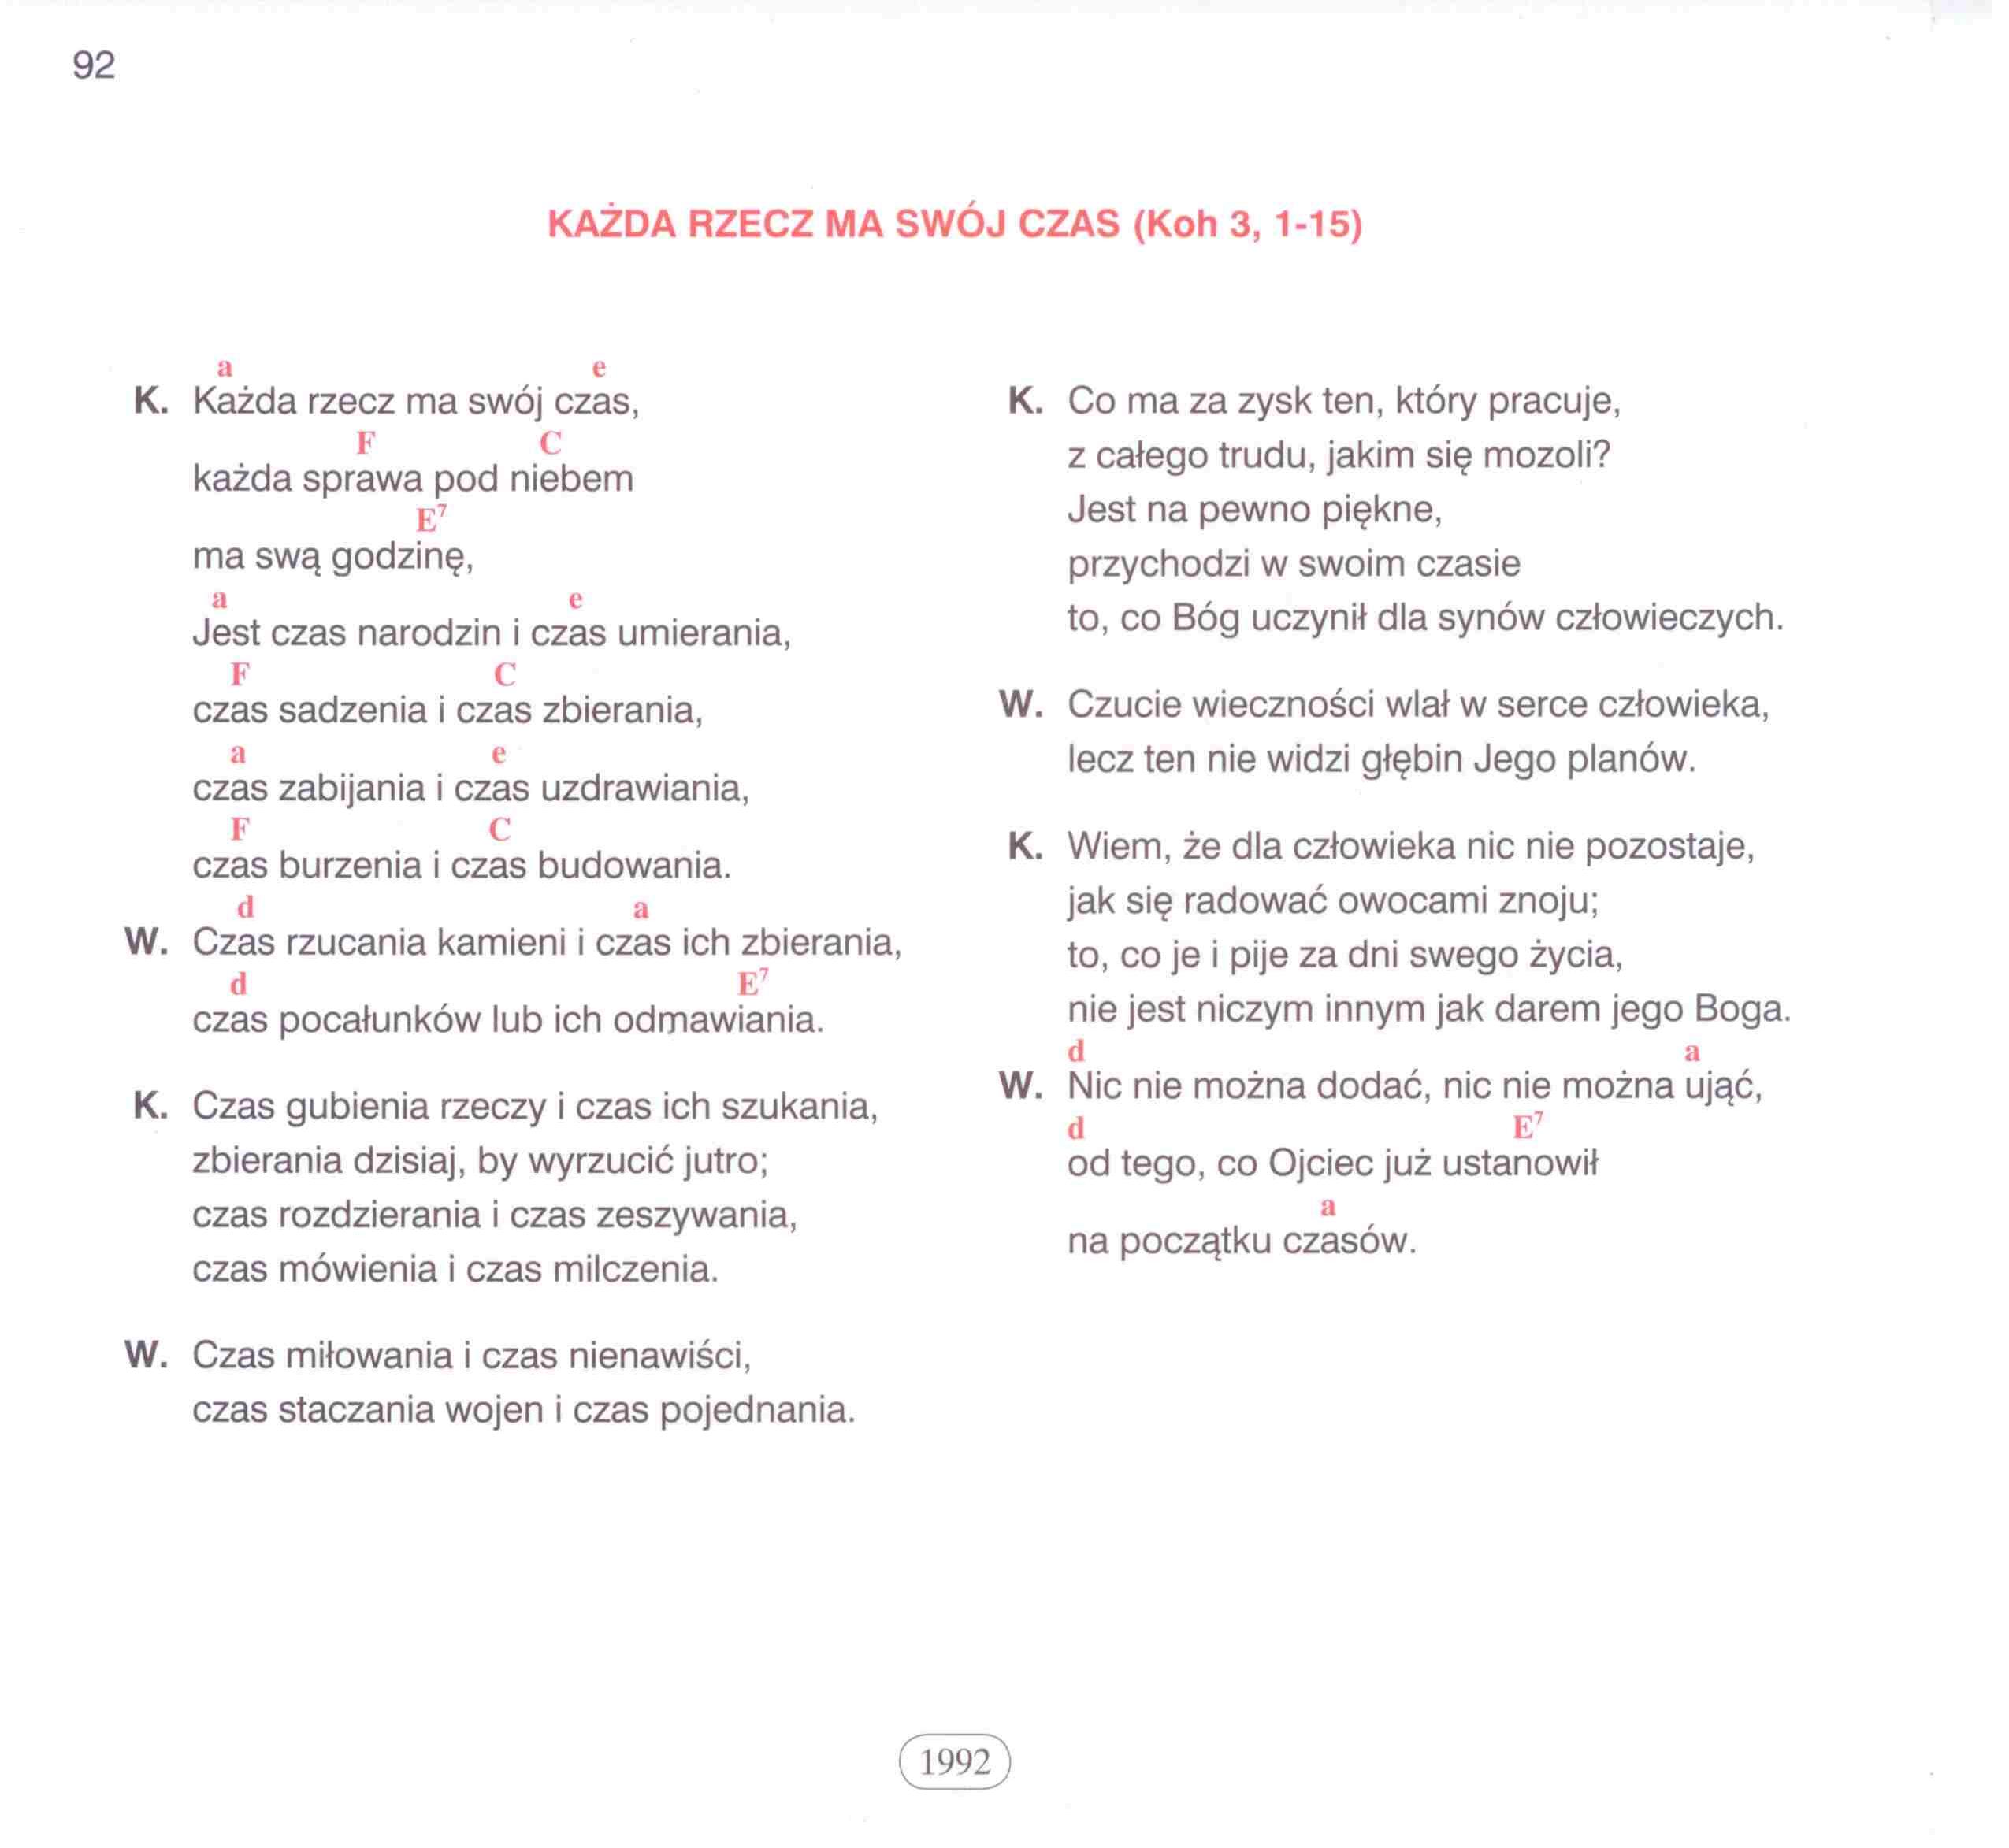 92
KAŻDA RZECZ MA SWÓJ CZAS (Koh 3, 1-15)
a e
K. Każda rzecz ma swój czas,
F C
każda sprawa pod niebem
E7
ma swą godzinę,
a e
Jest czas narodzin i czas umierania,
F C
czas sadzenia i czas zbierania,
a e
czas zabijania i czas uzdrawiania,
F C
czas burzenia i czas budowania.
d a
W. Czas rzucania kamieni i czas ich zbierania,
d E7
czas pocałunków lub ich odmawiania.
K. Czas gubienia rzeczy i czas ich szukania,
zbierania dzisiaj, by wyrzucić jutro;
czas rozdzierania i czas zeszywania,
czas mówienia i czas milczenia.
W. Czas miłowania i czas nienawiści,
czas staczania wojen i czas pojednania.
K. Co ma za zysk ten, który pracuje,
z całego trudu, jakim się mozoli?
Jest na pewno piękne,
przychodzi w swoim czasie
to, co Bóg uczynił dla synów człowieczych.
W. Czucie wieczności wlał w serce człowieka,
lecz ten nie widzi głębin Jego planów.
K. Wiem, że dla człowieka nic nie pozostaje,
jak się radować owocami znoju;
to, co je i pije za dni swego życia,
nie jest niczym innym jak darem jego Boga.
d a
W. Nic nie można dodać, nic nie można ująć,
d E7
od tego, co Ojciec już ustanowił
a
na początku czasów.
1992